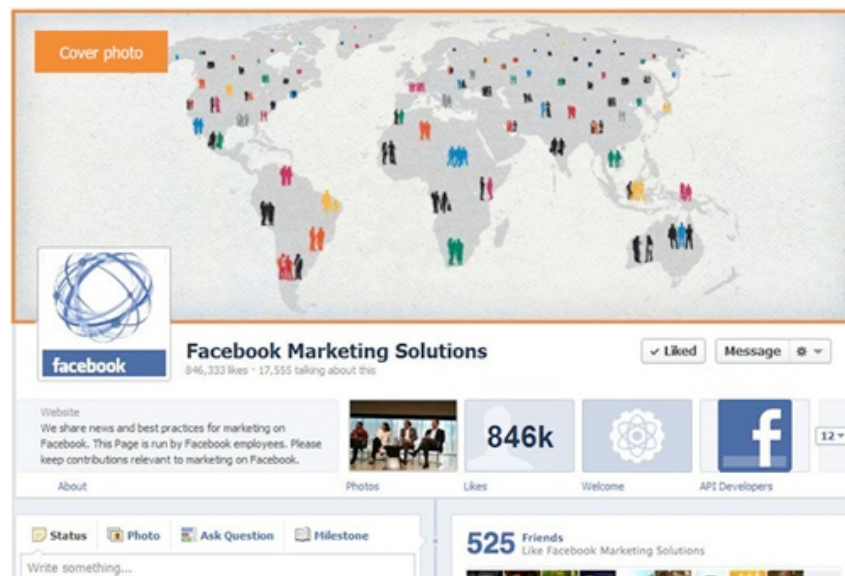 Cover photo
facebook
Facebook Marketing Solutions
846,333 likes · 17,555 talking about this
✓ Liked
Message
Website
We share news and best practices for marketing on
Facebook. This Page is run by Facebook employees. Please
keep contributions relevant to marketing on Facebook.
About
Photos
846k
Likes
Welcome
f
API Developers
12
Status
Photo
Ask Question
Milestone
Write something...
525 Friends
Like Facebook Marketing Solutions